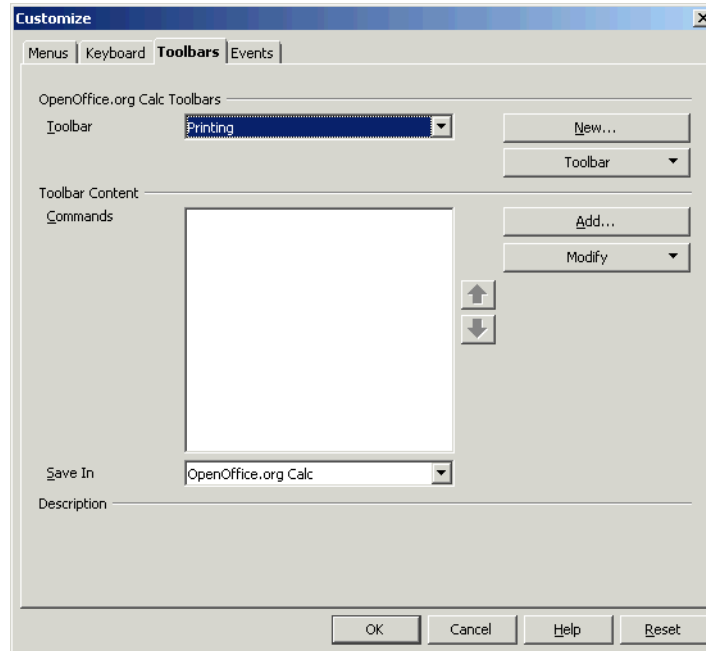 Customize
Menus Keyboard Toolbars Events
OpenOffice.org Calc Toolbars
Toolbar Printing New...
Toolbar
Toolbar Content
Commands Add...
Modify
Save In OpenOffice.org Calc
Description
OK Cancel Help Reset